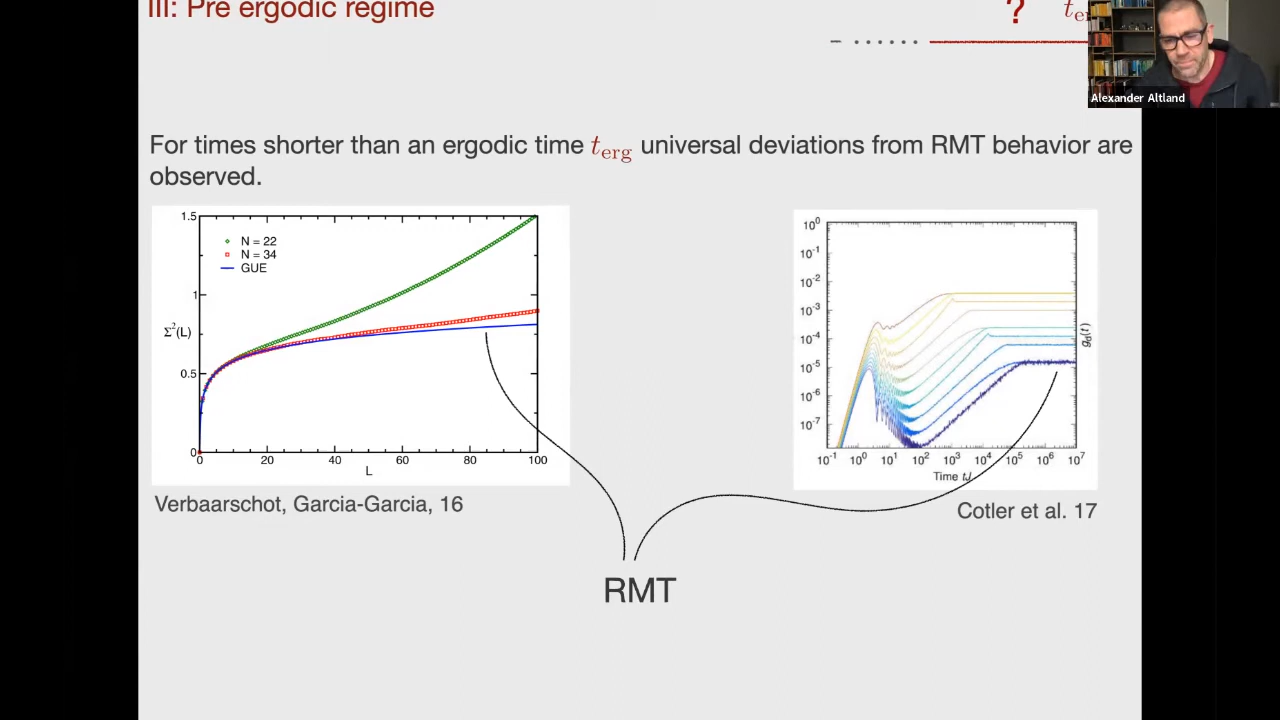 III: Pre ergodic regime
?
Alexander Altland
For times shorter than an ergodic time t_erg universal deviations from RMT behavior are
observed.
1.5
1
0.5
0
Σ²(L)
N = 22
N = 34
GUE
0 20 40 60 80 100
L
10⁰
10⁻¹
10⁻²
10⁻³
10⁻⁴
10⁻⁵
10⁻⁶
10⁻⁷
10⁻¹ 10⁰ 10¹ 10² 10³ 10⁴ 10⁵ 10⁶ 10⁷
Time tJ
Verbaarschot, Garcia-Garcia, 16
Cotler et al. 17
RMT